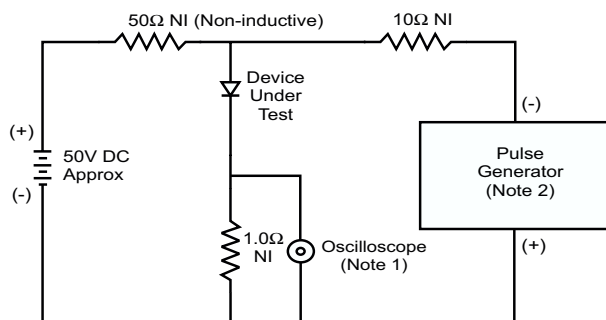 50Ω NI (Non-inductive)
10Ω NI
Device
Under
Test
(-)
(+)
50V DC
Approx
(-)
Pulse
Generator
(Note 2)
1.0Ω
NI
Oscilloscope
(Note 1)
(+)